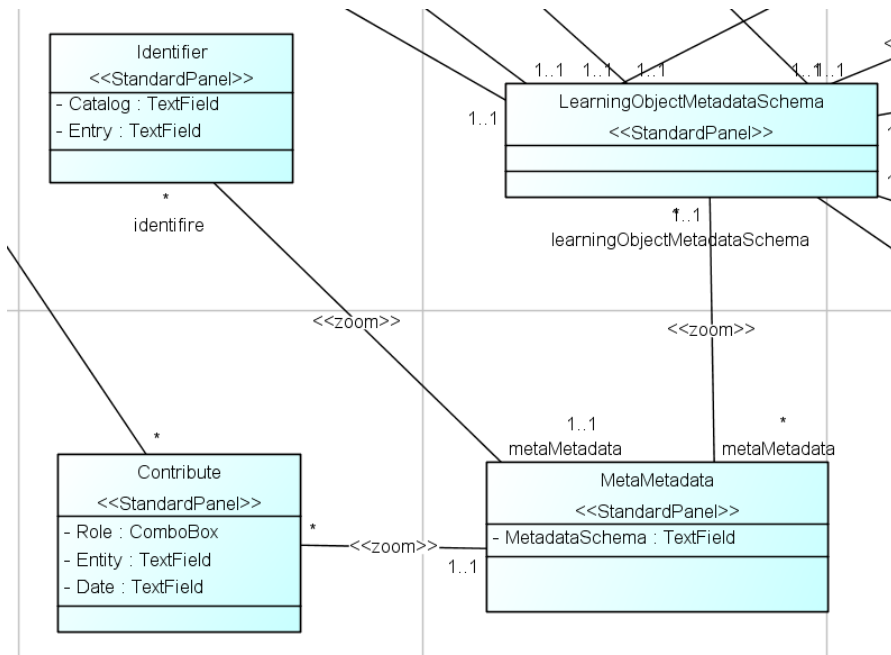 Identifier
<<StandardPanel>>
- Catalog : TextField
- Entry : TextField
*
identifire
1..1
1..1
1..1
1..1
1..1
1..1
LearningObjectMetadataSchema
<<StandardPanel>>
*
1..1
learningObjectMetadataSchema
<<zoom>>
<<zoom>>
*
1..1
metaMetadata
*
metaMetadata
Contribute
<<StandardPanel>>
- Role : ComboBox
- Entity : TextField
- Date : TextField
*
<<zoom>>
1..1
MetaMetadata
<<StandardPanel>>
- MetadataSchema : TextField